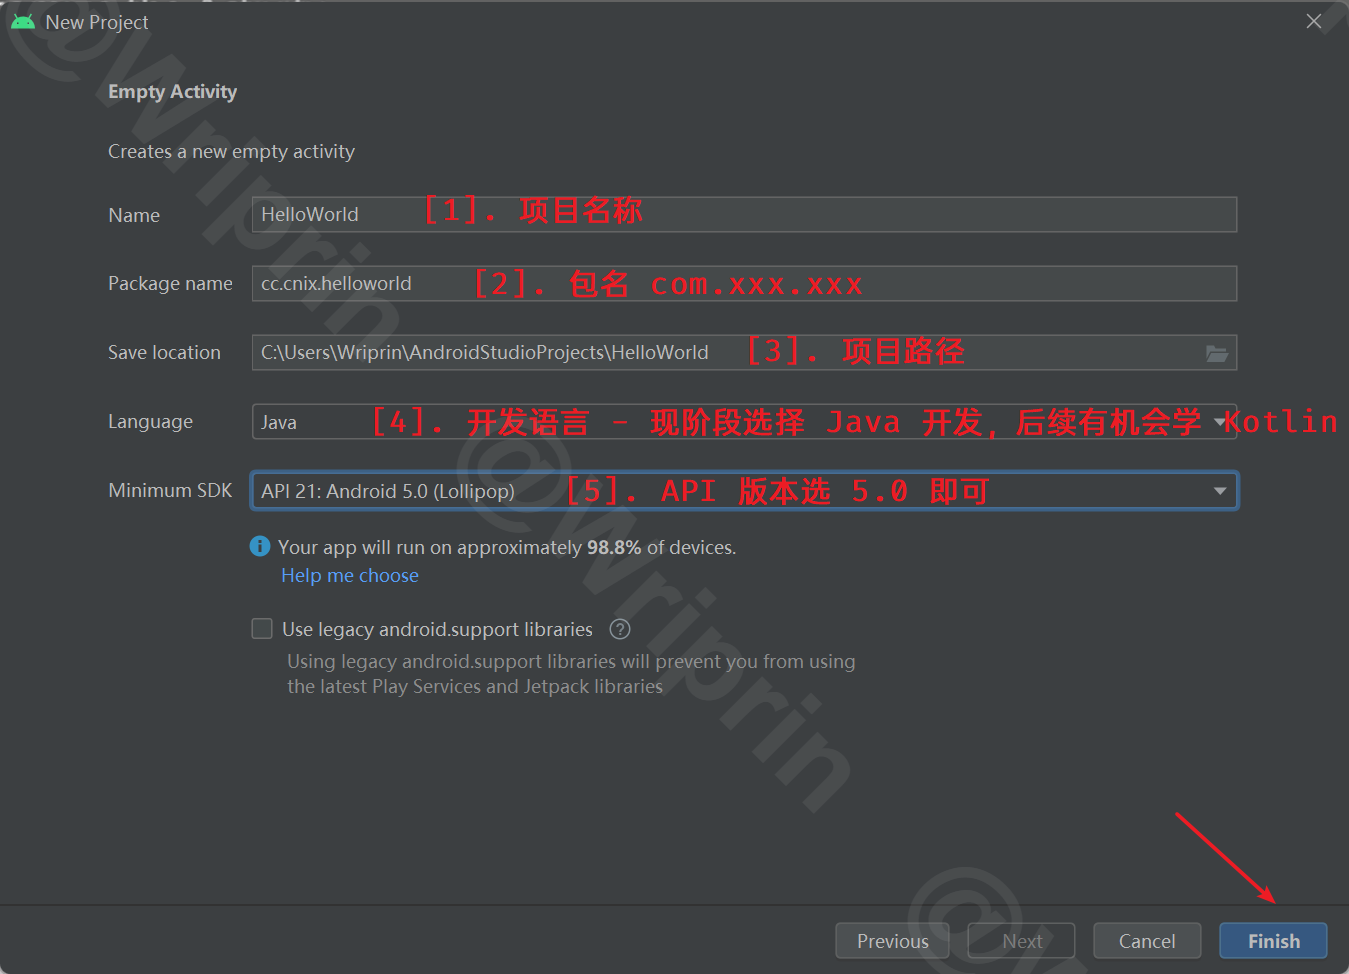 New Project
Empty Activity
Creates a new empty activity
Name HelloWorld [1]. 项目名称
Package name cc.cnix.helloworld [2]. 包名 com.xxx.xxx
Save location C:\Users\Wriprin\AndroidStudioProjects\HelloWorld [3]. 项目路径
Language Java [4]. 开发语言 - 现阶段选择 Java 开发, 后续有机会学 Kotlin
Minimum SDK API 21: Android 5.0 (Lollipop) [5]. API 版本选 5.0 即可
Your app will run on approximately 98.8% of devices.
Help me choose
Use legacy android.support libraries ?
Using legacy android.support libraries will prevent you from using
the latest Play Services and Jetpack libraries
Previous Next Cancel Finish
@Wriprin
@Wriprin